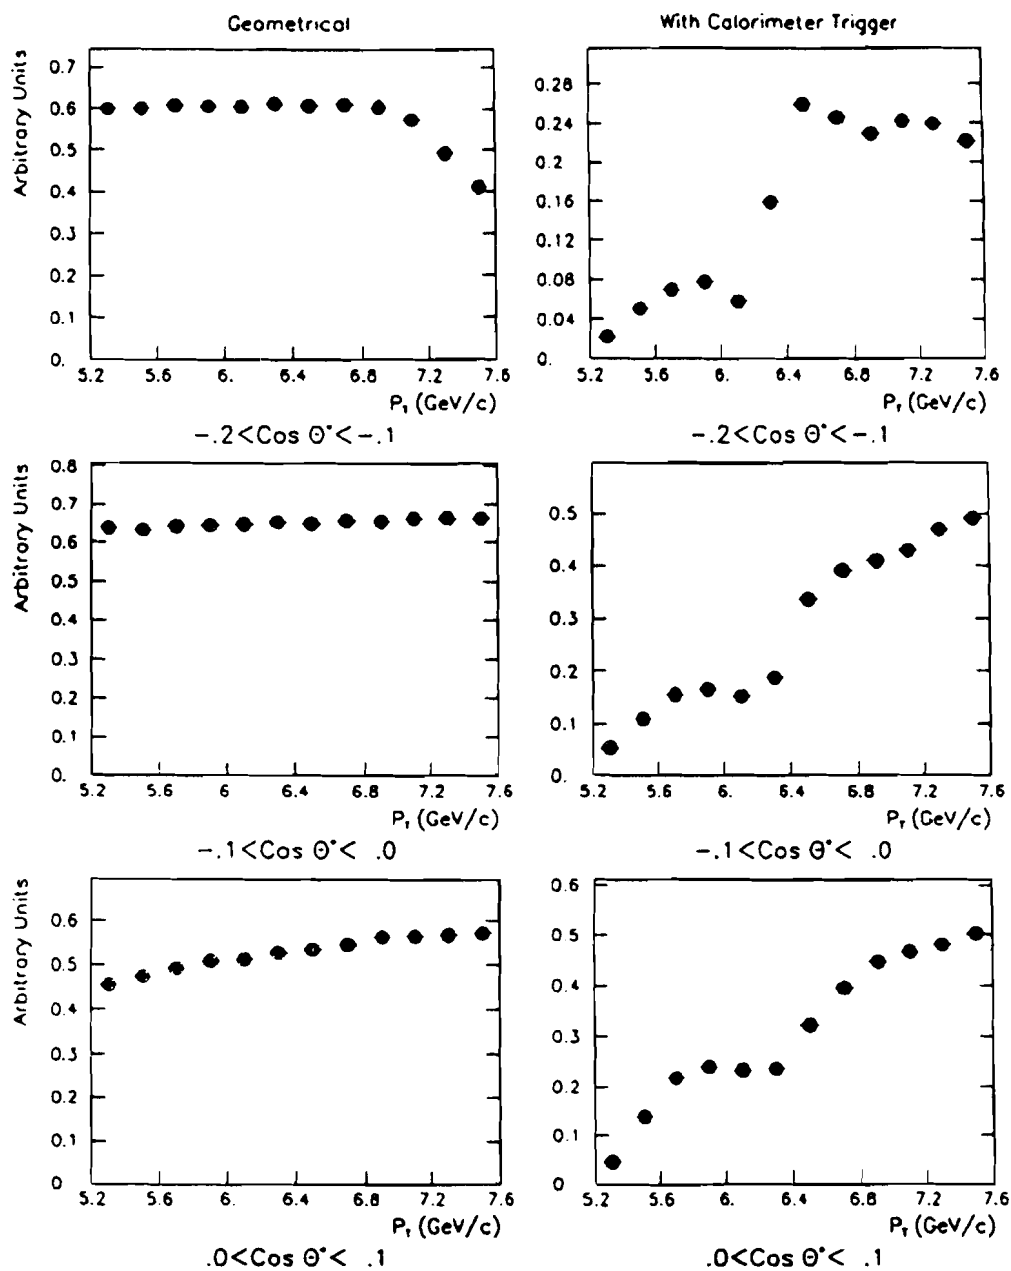 Geometrical
With Calorimeter Trigger
Arbitrary Units
0.7
0.6
0.5
0.4
0.3
0.2
0.1
0.
5.2 5.6 6. 6.4 6.8 7.2 7.6
P_T (GeV/c)
-.2<Cos Θ*<-.1
0.28
0.24
0.2
0.16
0.12
0.08
0.04
0.
5.2 5.6 6. 6.4 6.8 7.2 7.6
P_T (GeV/c)
-.2<Cos Θ*<-.1
Arbitrary Units
0.8
0.7
0.6
0.5
0.4
0.3
0.2
0.1
0.
5.2 5.6 6. 6.4 6.8 7.2 7.6
P_T (GeV/c)
-.1<Cos Θ*< .0
0.5
0.4
0.3
0.2
0.1
0.
5.2 5.6 6. 6.4 6.8 7.2 7.6
P_T (GeV/c)
-.1<Cos Θ*< .0
Arbitrary Units
0.6
0.5
0.4
0.3
0.2
0.1
0
5.2 5.6 6. 6.4 6.8 7.2 7.6
P_T (GeV/c)
.0<Cos Θ*< .1
0.6
0.5
0.4
0.3
0.2
0.1
0
5.2 5.6 6. 6.4 6.8 7.2 7.6
P_T (GeV/c)
.0<Cos Θ*< .1